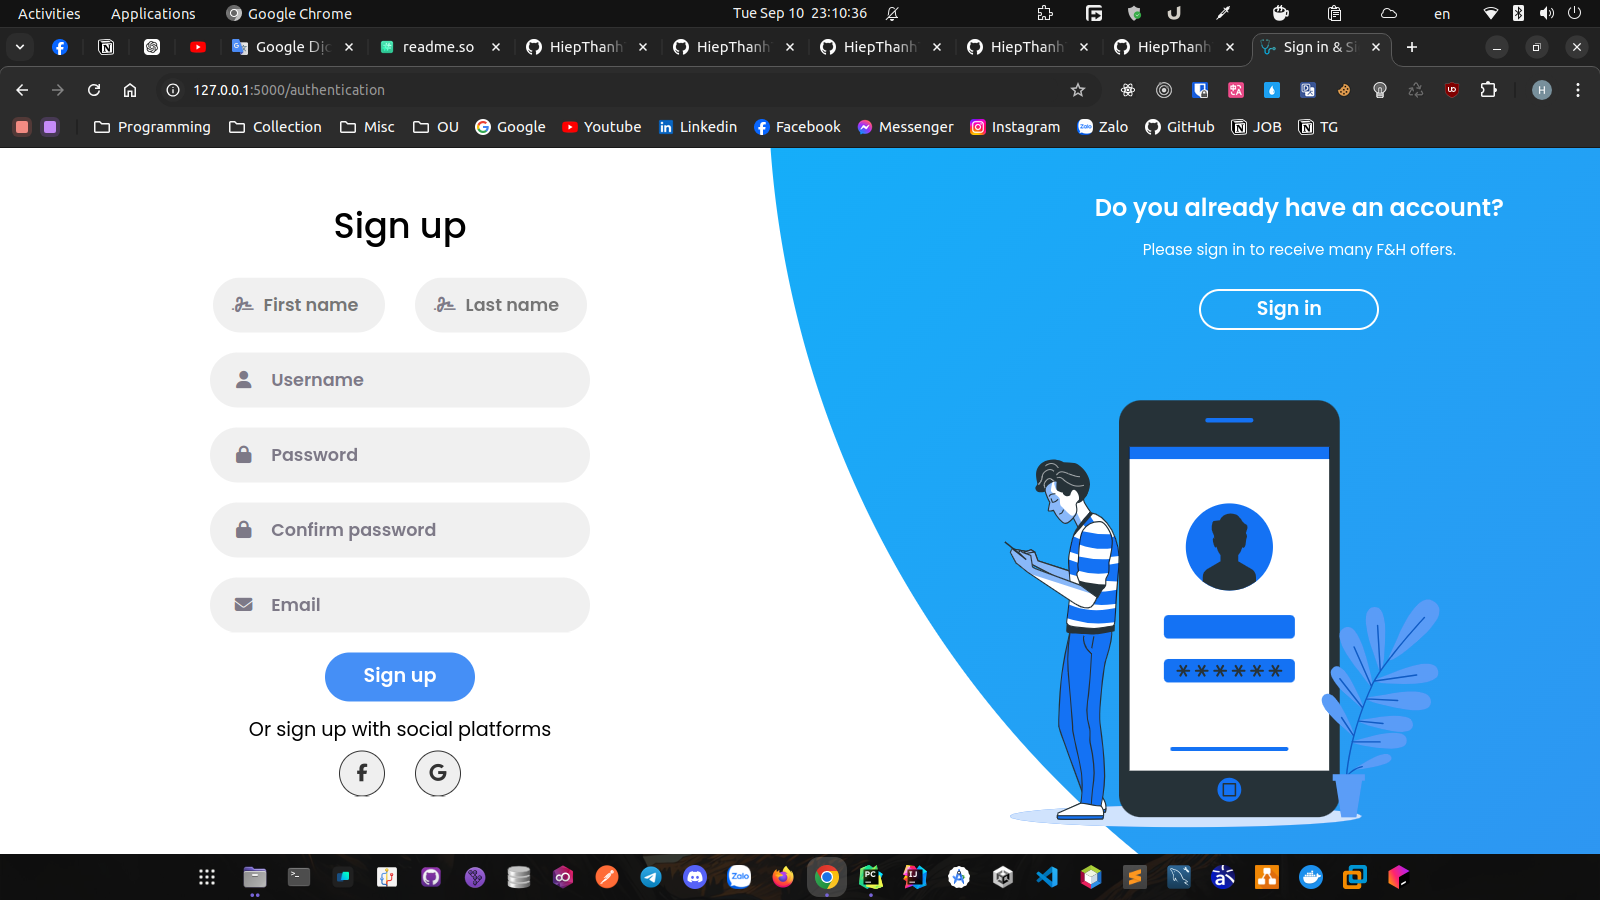 Activities Applications Google Chrome Tue Sep 10 23:10:36 en
Google Dic readme.so HiepThanh HiepThanh HiepThanh HiepThanh HiepThanh Sign in & Si
127.0.0.1:5000/authentication
Programming Collection Misc OU Google Youtube Linkedin Facebook Messenger Instagram Zalo GitHub JOB TG
Sign up
First name Last name
Username
Password
Confirm password
Email
Sign up
Or sign up with social platforms
Do you already have an account?
Please sign in to receive many F&H offers.
Sign in
******